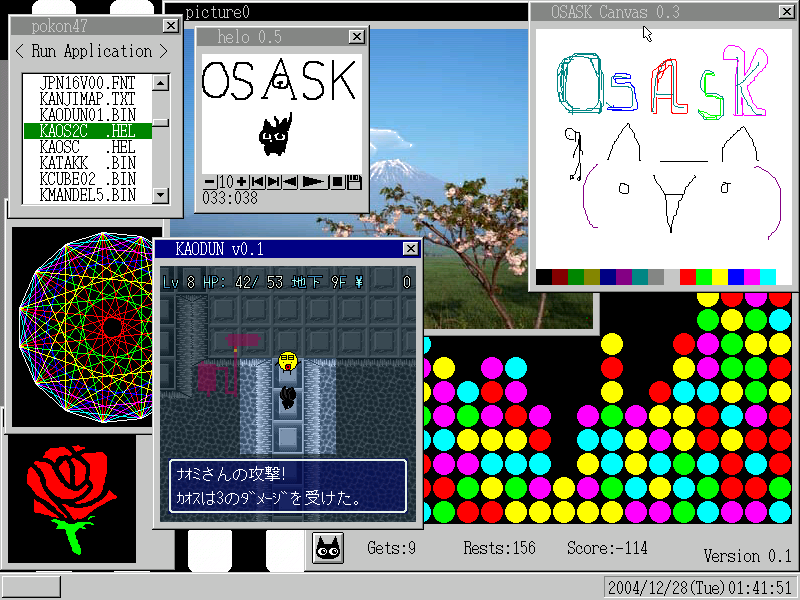 pokon47
< Run Application >
JPN16V00.FNT
KANJIMAP.TXT
KAODUN01.BIN
KAOS2C .HEL
KAOSC .HEL
KATAKK .BIN
KCUBE02 .BIN
KMANDEL5.BIN
picture0
helo 0.5
OSASK
10
033:038
OSASK Canvas 0.3
OSASK
KAODUN v0.1
Lv 8 HP: 42/ 53 地下 9F ¥ 0
ﾅｵﾐさんの攻撃!
ｶｵｽは3のﾀﾞﾒｰｼﾞを受けた。
Gets:9 Rests:156 Score:-114
Version 0.1
2004/12/28(Tue)01:41:51